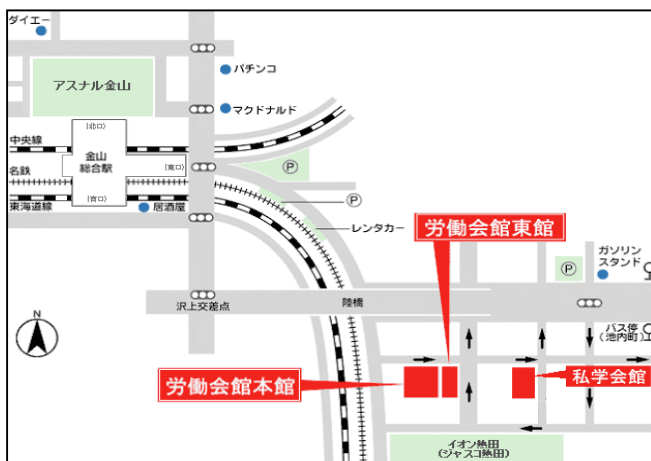 ダイエー
パチンコ
アスナル金山
マクドナルド
(北口)
中央線
金山
総合駅
(東口)
P
名鉄
P
(南口)
東海道線
居酒屋
レンタカー
労働会館東館
ガソリン
スタンド
P
沢上交差点
陸橋
N
バス停
(池内町)
労働会館本館
私学会館
イオン熱田
(ジャスコ熱田)